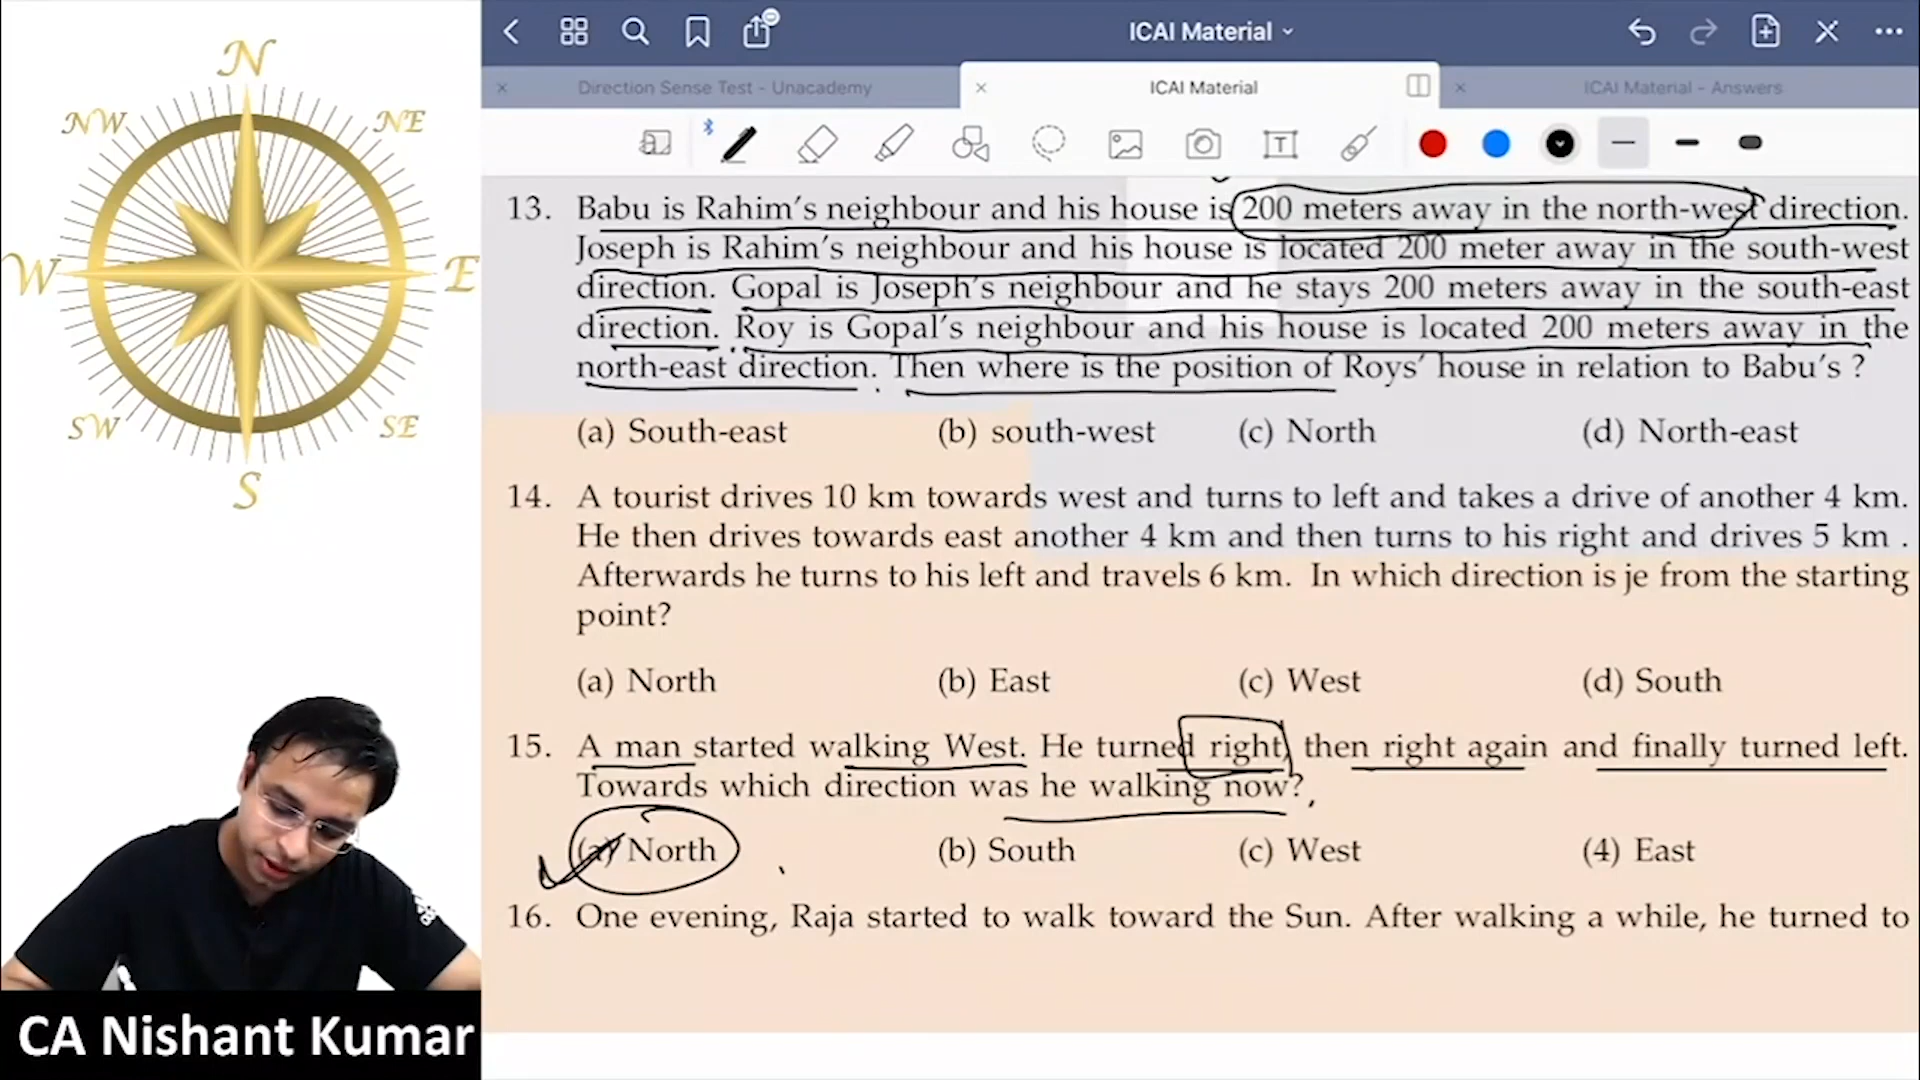 N
NW
NE
W
E
SW
SE
S
CA Nishant Kumar
ICAI Material
Direction Sense Test - Unacademy
ICAI Material
ICAI Material - Answers
T
13. Babu is Rahim's neighbour and his house is 200 meters away in the north-west direction.
Joseph is Rahim's neighbour and his house is located 200 meter away in the south-west
direction. Gopal is Joseph's neighbour and he stays 200 meters away in the south-east
direction. Roy is Gopal's neighbour and his house is located 200 meters away in the
north-east direction. Then where is the position of Roys' house in relation to Babu's ?
(a) South-east (b) south-west (c) North (d) North-east
14. A tourist drives 10 km towards west and turns to left and takes a drive of another 4 km.
He then drives towards east another 4 km and then turns to his right and drives 5 km .
Afterwards he turns to his left and travels 6 km. In which direction is je from the starting
point?
(a) North (b) East (c) West (d) South
15. A man started walking West. He turned right, then right again and finally turned left.
Towards which direction was he walking now?
(a) North (b) South (c) West (4) East
16. One evening, Raja started to walk toward the Sun. After walking a while, he turned to